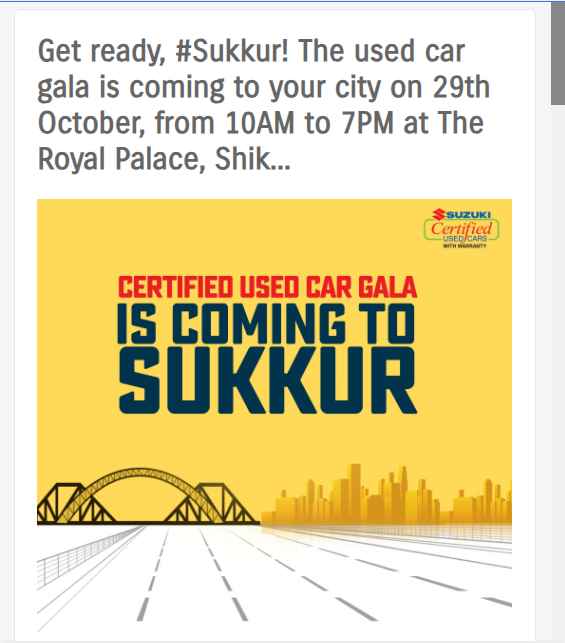 Get ready, #Sukkur! The used car
gala is coming to your city on 29th
October, from 10AM to 7PM at The
Royal Palace, Shik...
SUZUKI
Certified
USED CARS
WITH WARRANTY
CERTIFIED USED CAR GALA
IS COMING TO
SUKKUR